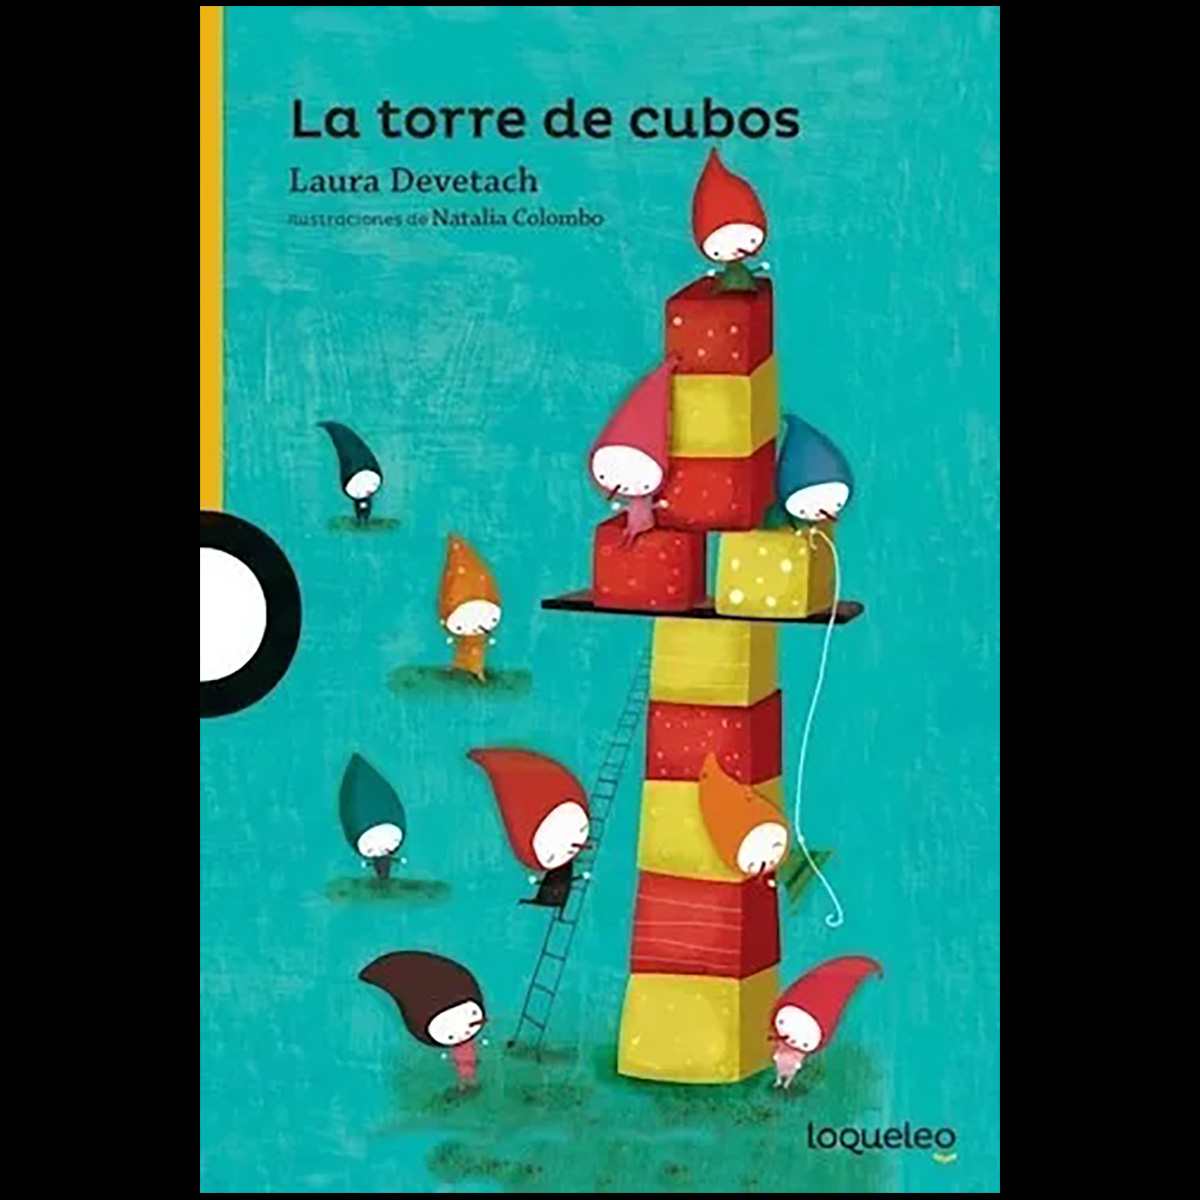 La torre de cubos
Laura Devetach
ilustraciones de Natalia Colombo
loqueleo